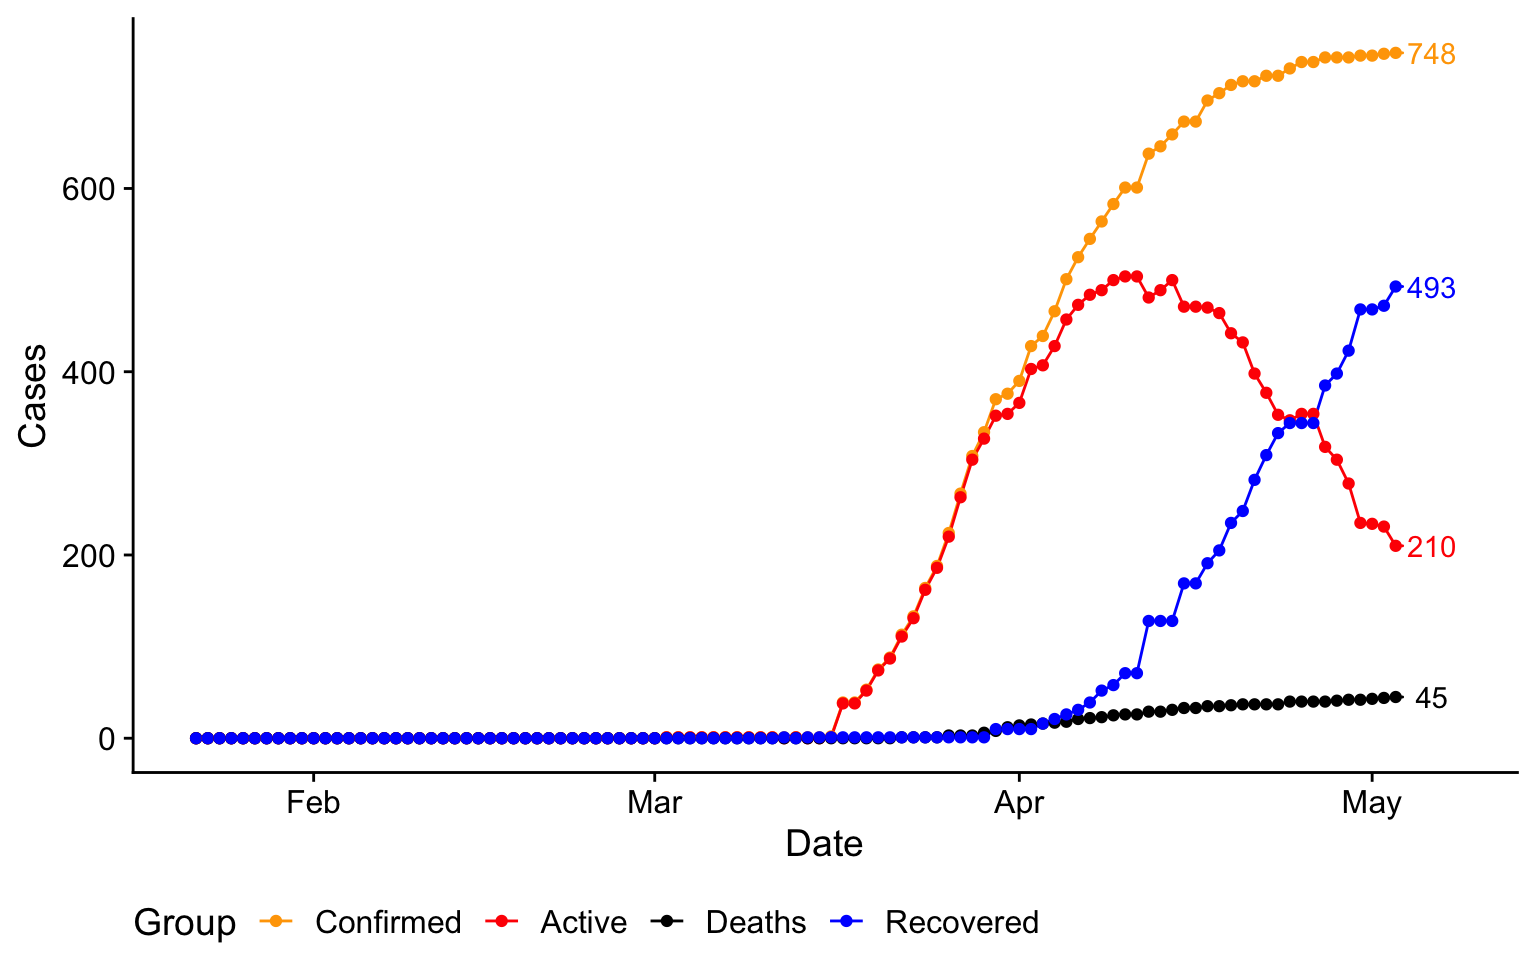 748
600
493
400
Cases
210
200
45
0
Feb Mar Apr May
Date
Group Confirmed Active Deaths Recovered